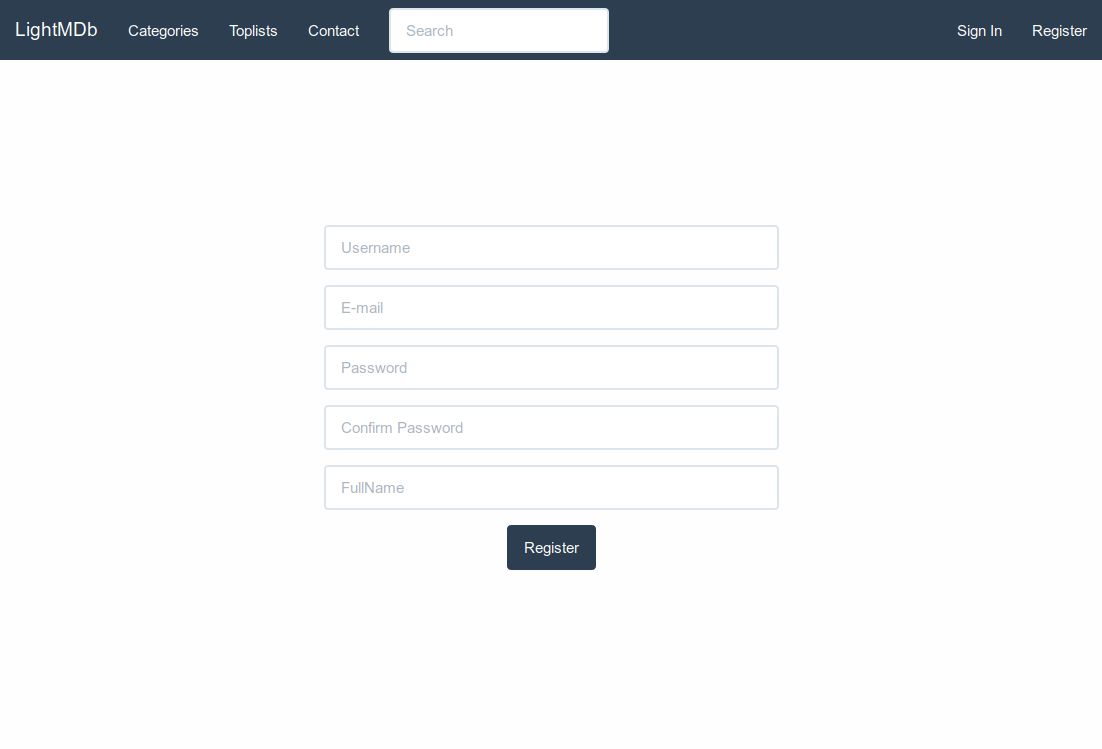 LightMDb Categories Toplists Contact Search Sign In Register
Username
E-mail
Password
Confirm Password
FullName
Register